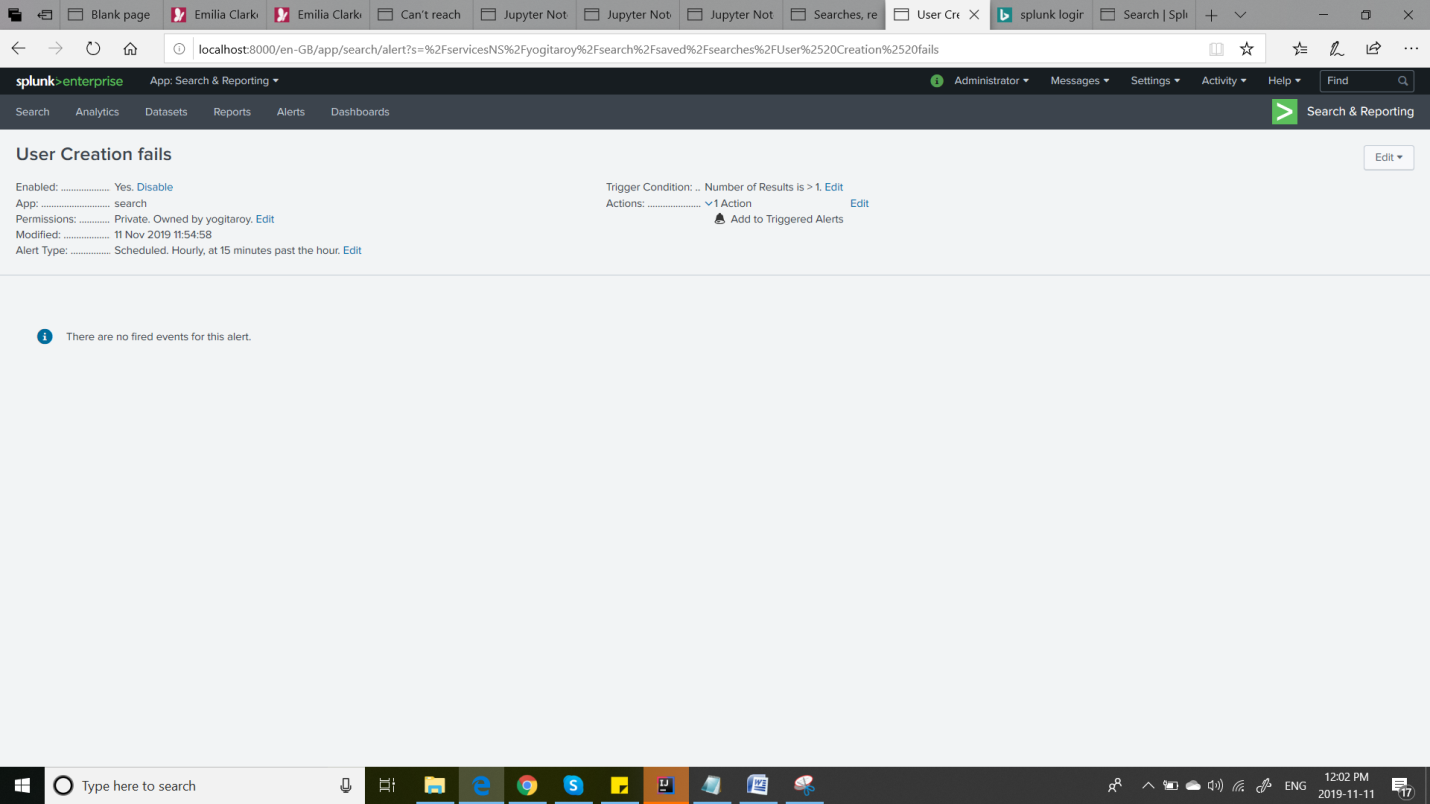 Blank page
Emilia Clarke
Emilia Clarke
Can't reach
Jupyter Not
Jupyter Not
Jupyter Not
Searches, re
User Cre
splunk login
Search | Spl
localhost:8000/en-GB/app/search/alert?s=%2FservicesNS%2Fyogitaroy%2Fsearch%2Fsaved%2Fsearches%2FUser%2520Creation%2520fails
splunk>enterprise App: Search & Reporting Administrator Messages Settings Activity Help Find
Search Analytics Datasets Reports Alerts Dashboards Search & Reporting
User Creation fails Edit
Enabled: ................... Yes. Disable
App: ........................... search
Permissions: ............ Private. Owned by yogitaroy. Edit
Modified: .................. 11 Nov 2019 11:54:58
Alert Type: ................ Scheduled. Hourly, at 15 minutes past the hour. Edit
Trigger Condition: .. Number of Results is > 1. Edit
Actions: ..................... 1 Action Edit
Add to Triggered Alerts
There are no fired events for this alert.
Type here to search
ENG
12:02 PM
2019-11-11
17